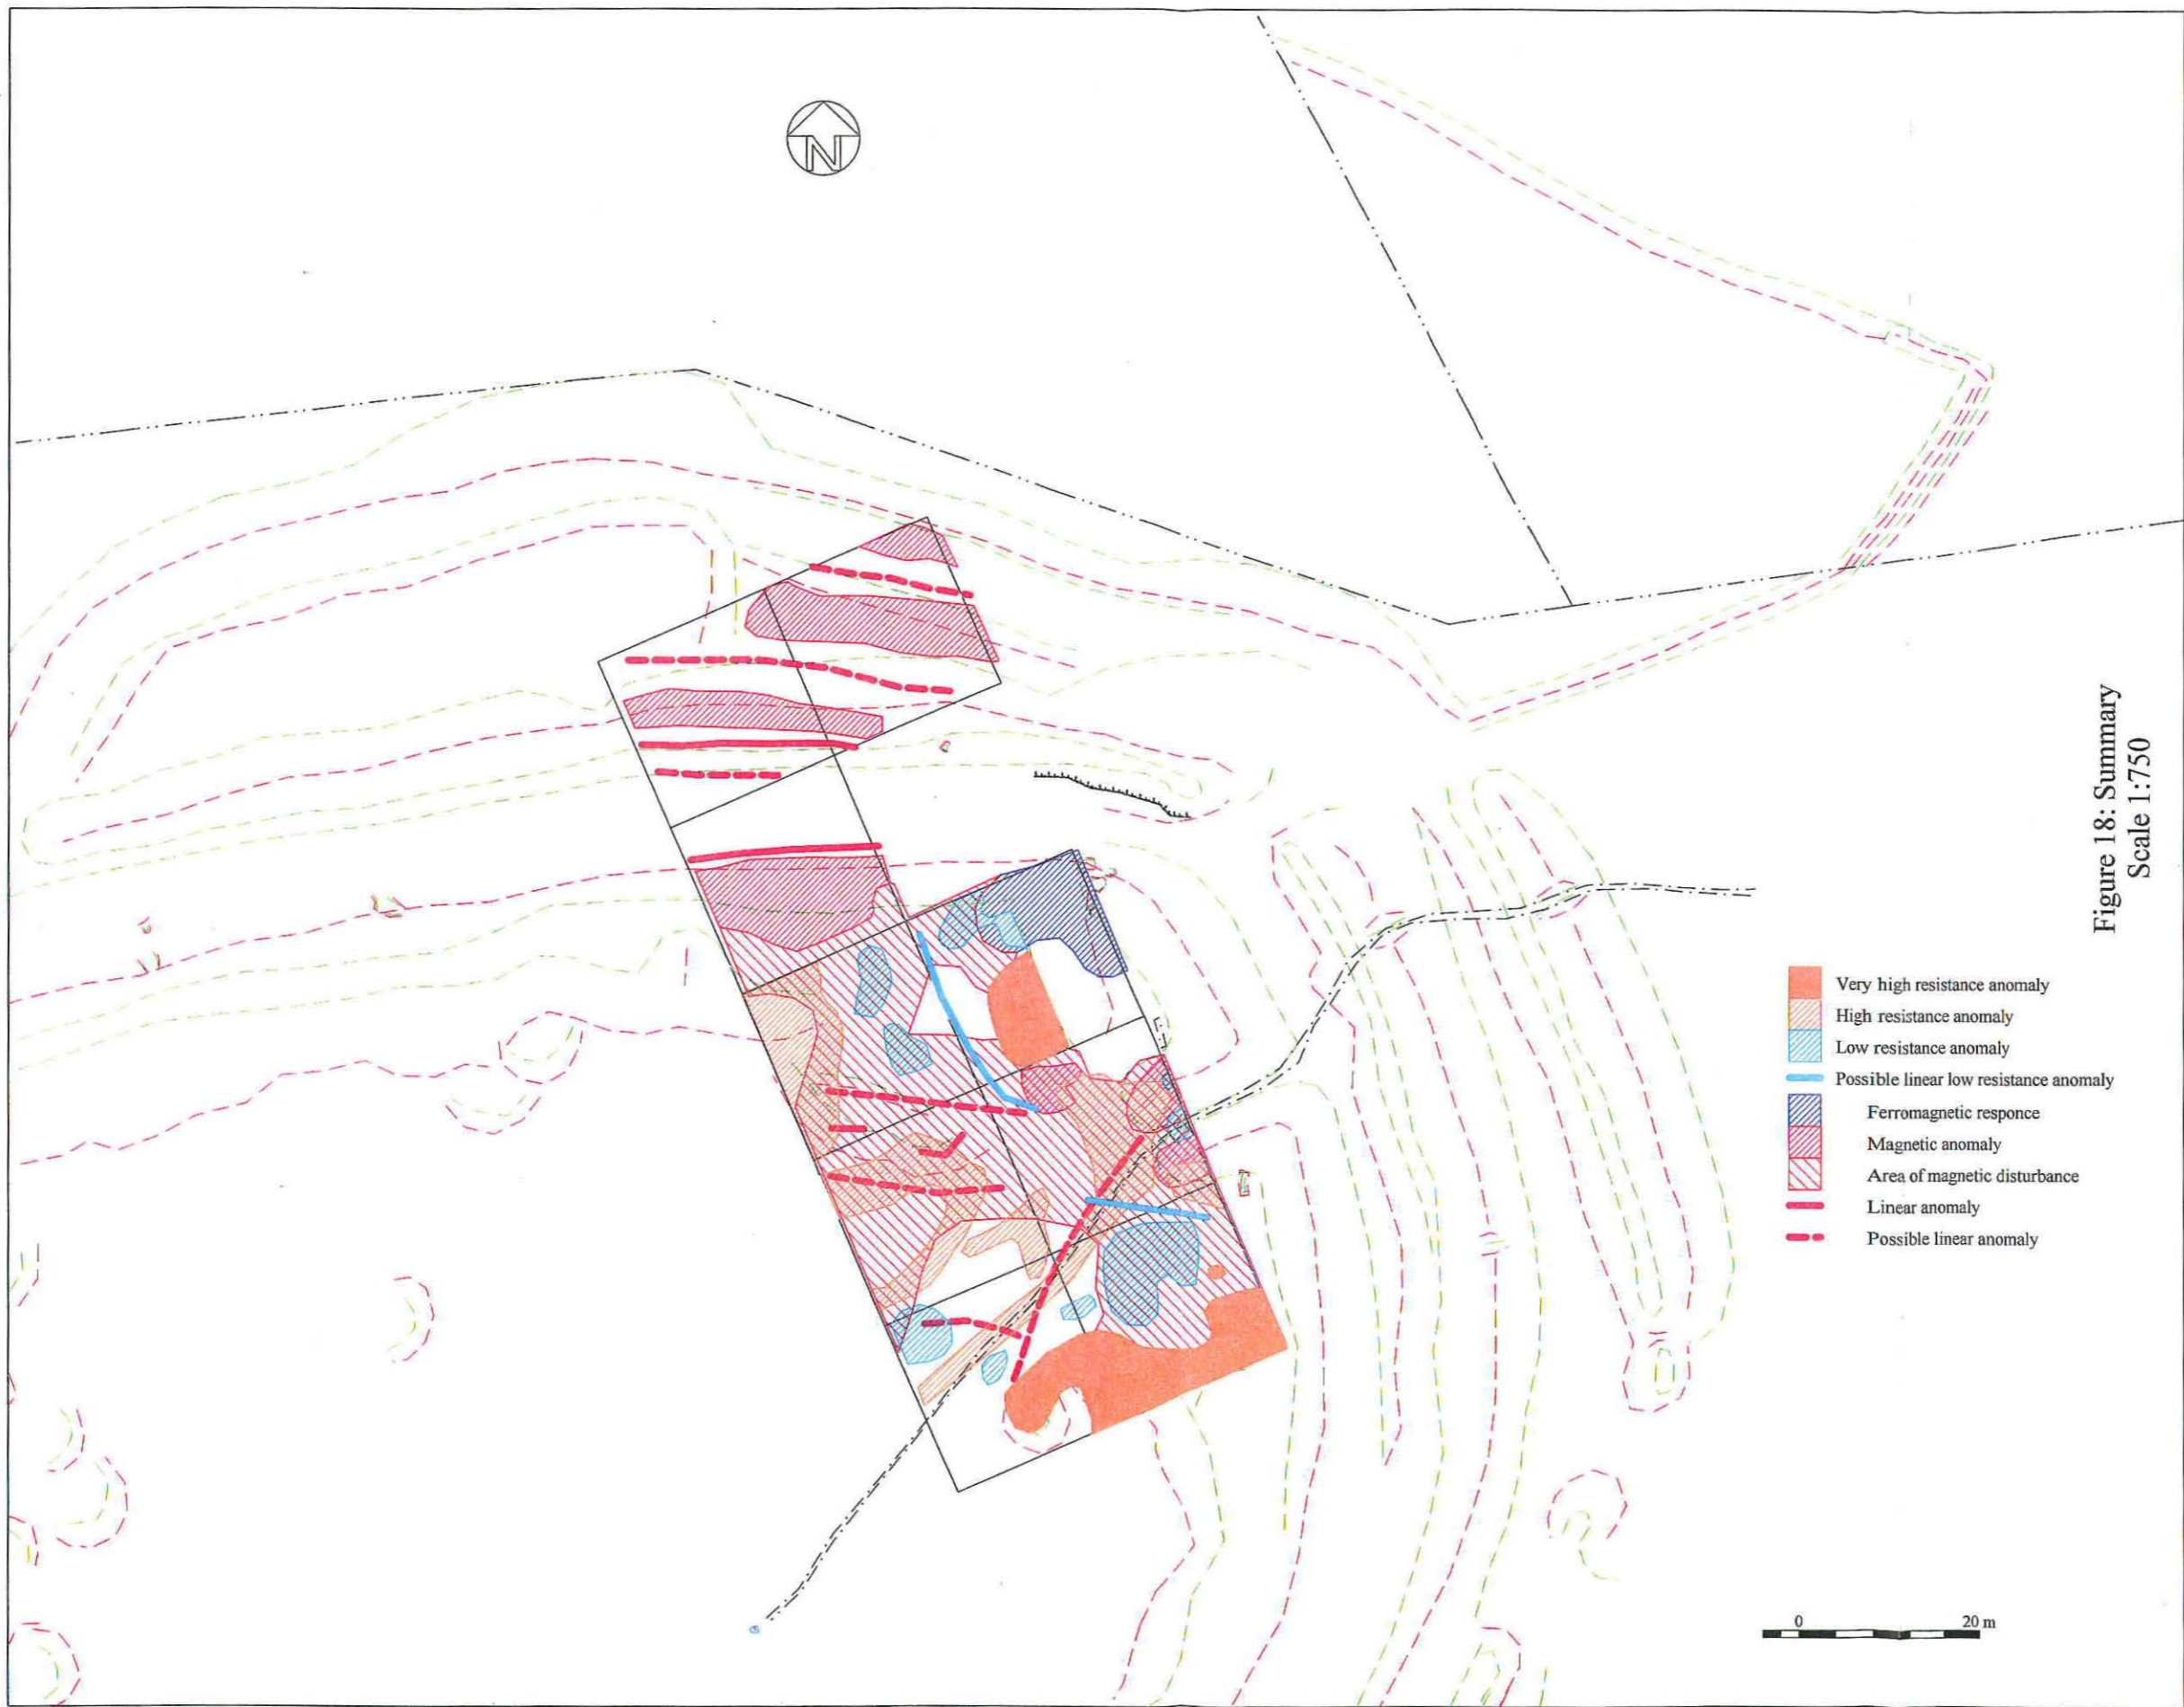 N
Figure 18: Summary
Scale 1:750
Very high resistance anomaly
High resistance anomaly
Low resistance anomaly
Possible linear low resistance anomaly
Ferromagnetic responce
Magnetic anomaly
Area of magnetic disturbance
Linear anomaly
Possible linear anomaly
0 20 m